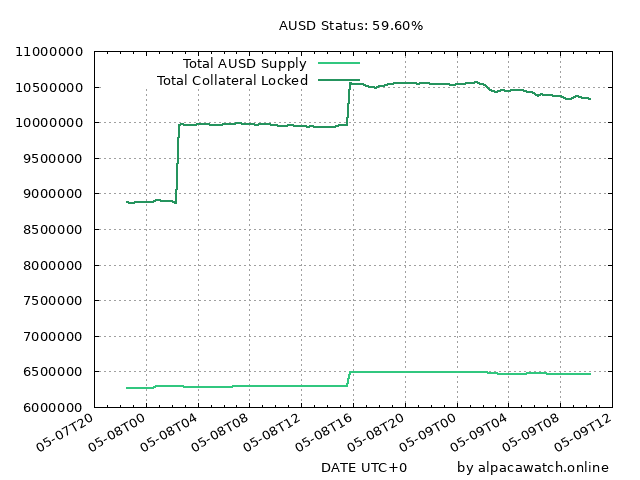 AUSD Status: 59.60%
11000000
Total AUSD Supply
Total Collateral Locked
10500000
10000000
9500000
9000000
8500000
8000000
7500000
7000000
6500000
6000000
05-07T20
05-08T00
05-08T04
05-08T08
05-08T12
05-08T16
05-08T20
05-09T00
05-09T04
05-09T08
05-09T12
DATE UTC+0
by alpacawatch.online